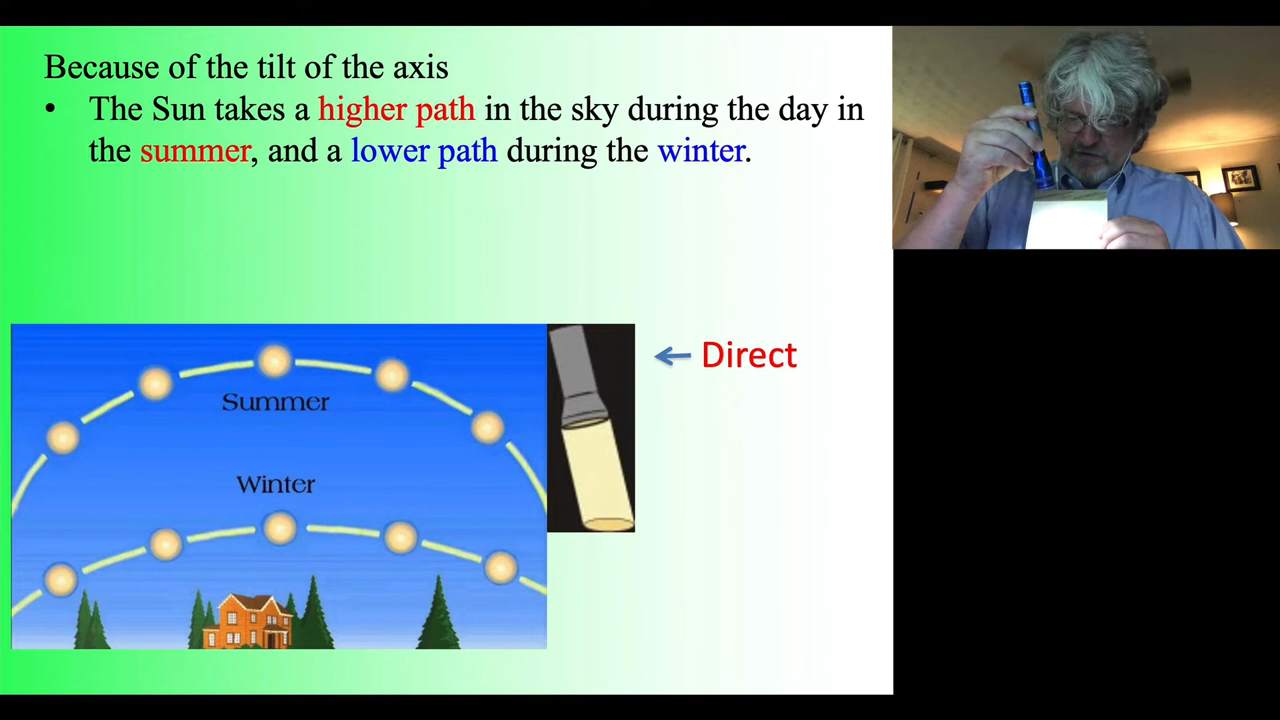 Because of the tilt of the axis
• The Sun takes a higher path in the sky during the day in
the summer, and a lower path during the winter.
Direct
Summer
Winter